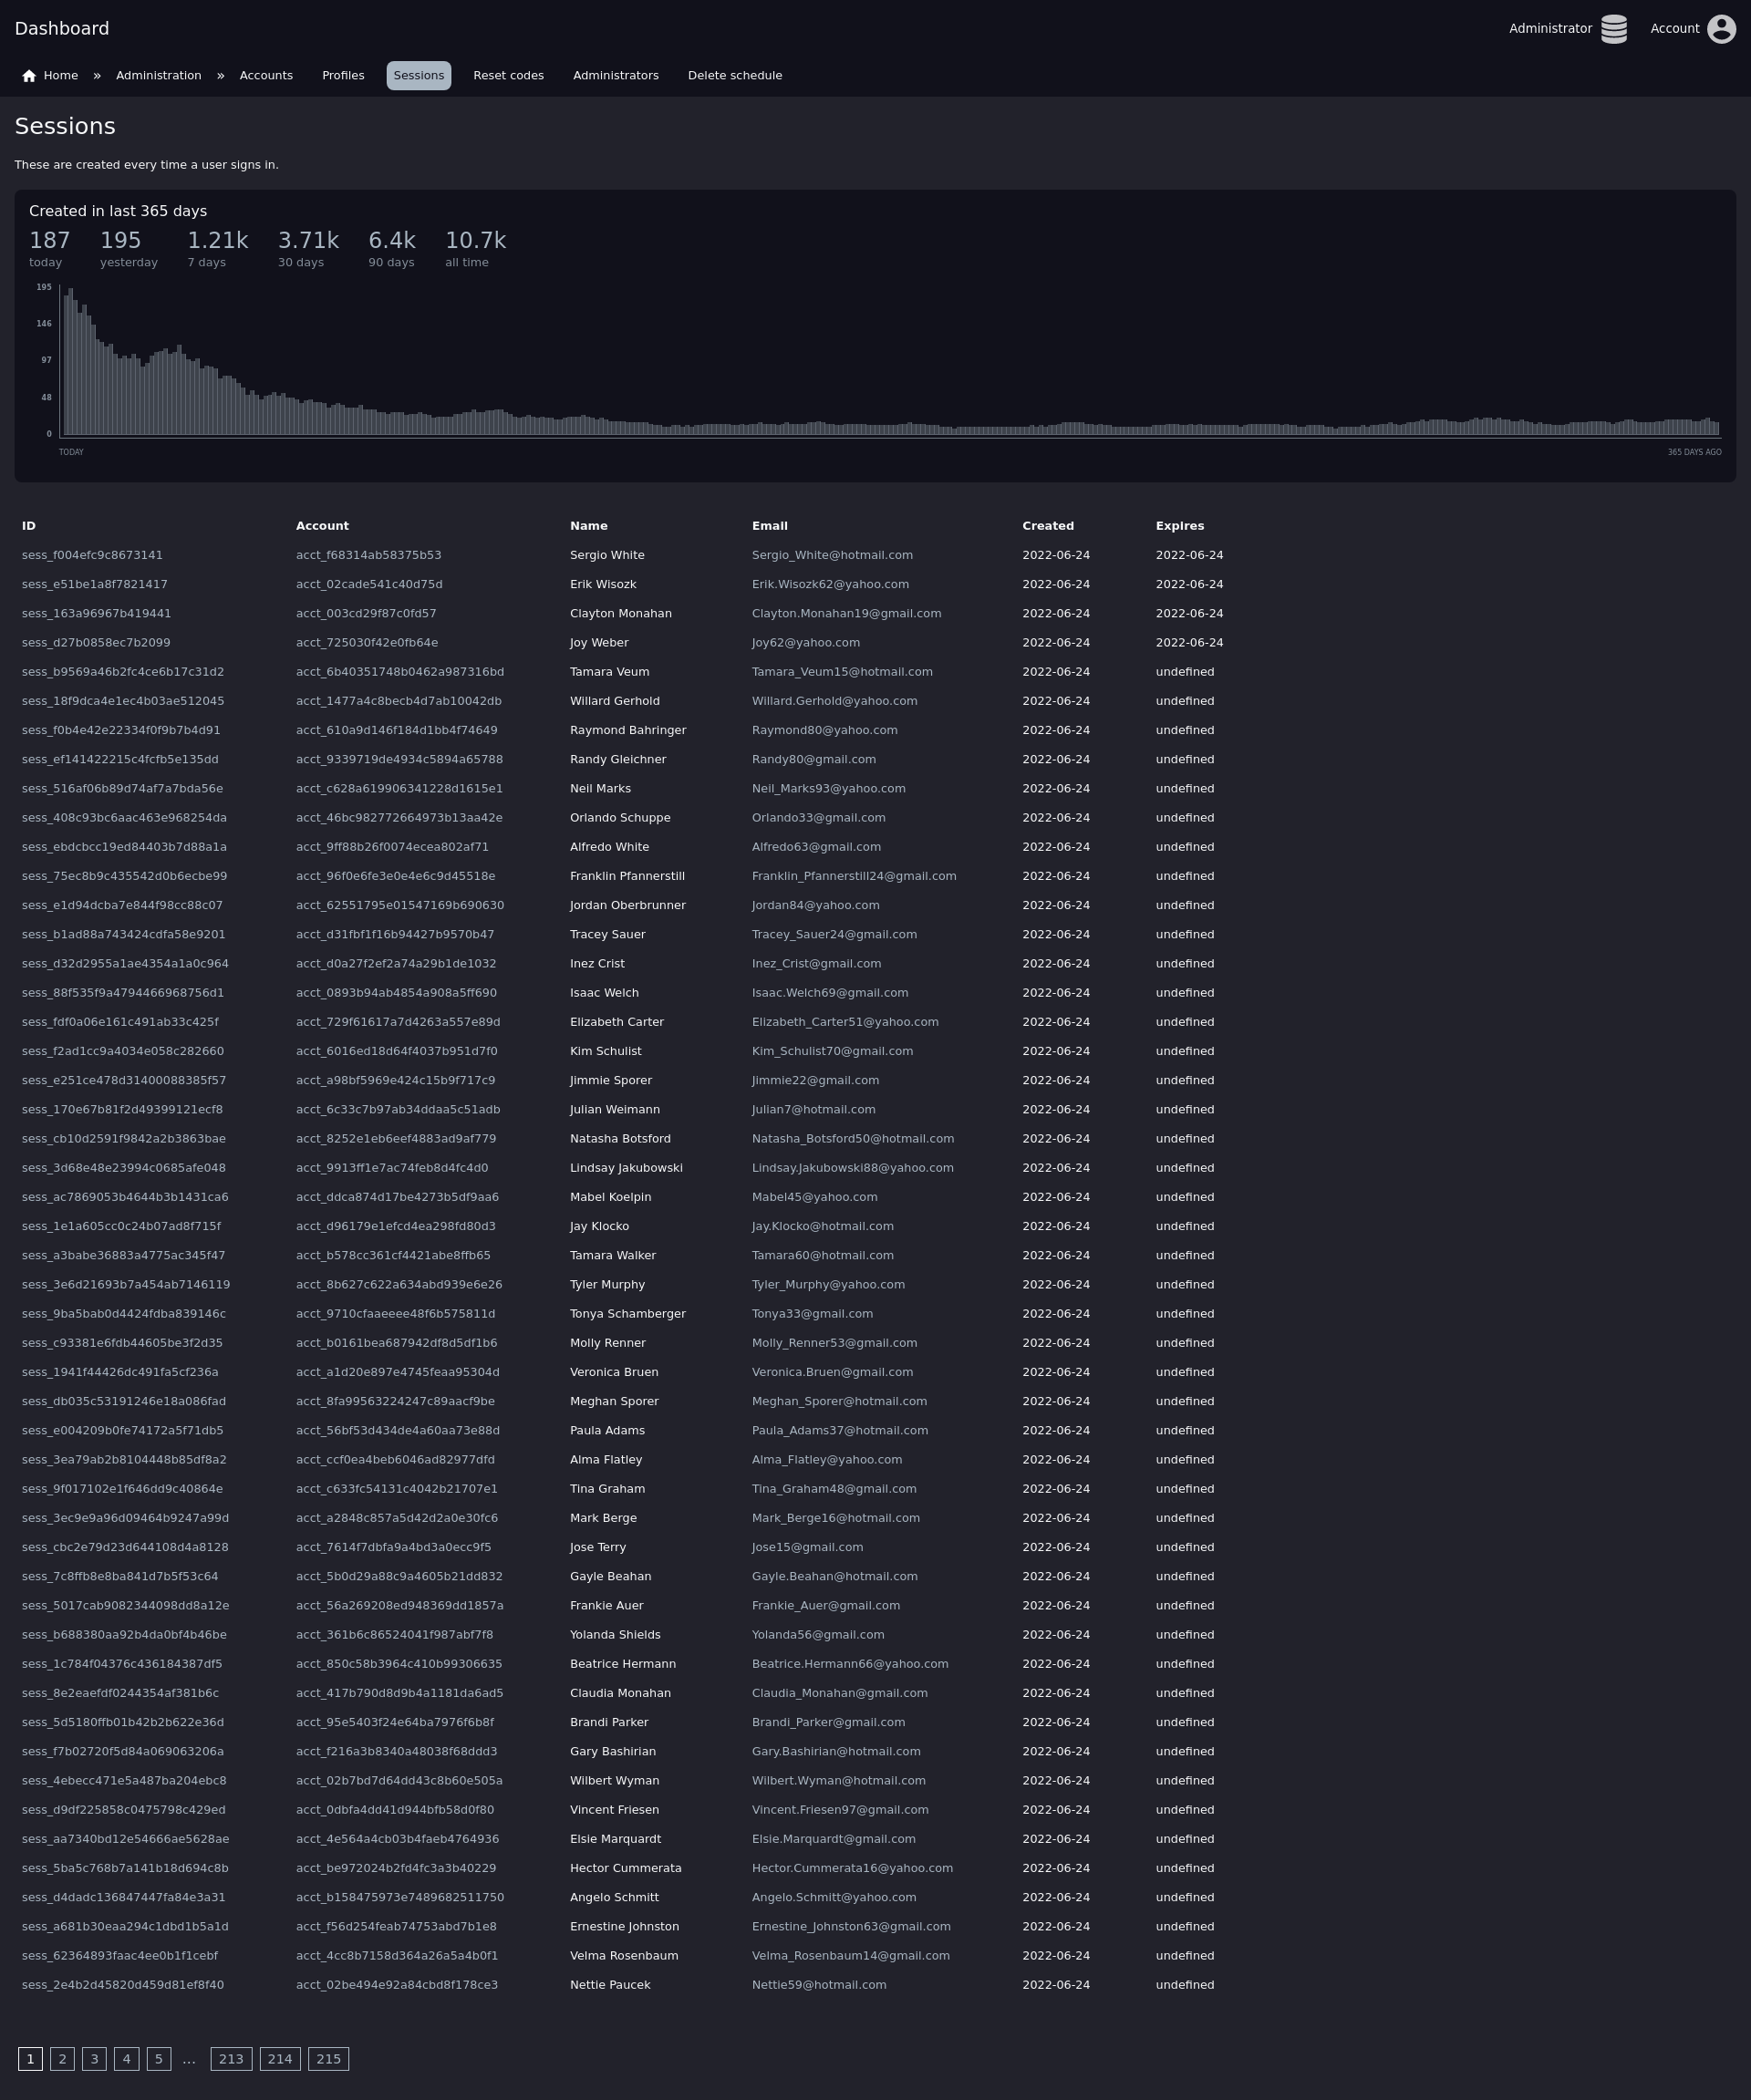 Dashboard
Administrator
Account
Home » Administration » Accounts Profiles Sessions Reset codes Administrators Delete schedule
Sessions
These are created every time a user signs in.
Created in last 365 days
187 195 1.21k 3.71k 6.4k 10.7k
today yesterday 7 days 30 days 90 days all time
195
146
97
48
0
TODAY 365 DAYS AGO
ID Account Name Email Created Expires
sess_f004efc9c8673141 acct_f68314ab58375b53 Sergio White Sergio_White@hotmail.com 2022-06-24 2022-06-24
sess_e51be1a8f7821417 acct_02cade541c40d75d Erik Wisozk Erik.Wisozk62@yahoo.com 2022-06-24 2022-06-24
sess_163a96967b419441 acct_003cd29f87c0fd57 Clayton Monahan Clayton.Monahan19@gmail.com 2022-06-24 2022-06-24
sess_d27b0858ec7b2099 acct_725030f42e0fb64e Joy Weber Joy62@yahoo.com 2022-06-24 2022-06-24
sess_b9569a46b2fc4ce6b17c31d2 acct_6b40351748b0462a987316bd Tamara Veum Tamara_Veum15@hotmail.com 2022-06-24 undefined
sess_18f9dca4e1ec4b03ae512045 acct_1477a4c8becb4d7ab10042db Willard Gerhold Willard.Gerhold@yahoo.com 2022-06-24 undefined
sess_f0b4e42e22334f0f9b7b4d91 acct_610a9d146f184d1bb4f74649 Raymond Bahringer Raymond80@yahoo.com 2022-06-24 undefined
sess_ef141422215c4fcfb5e135dd acct_9339719de4934c5894a65788 Randy Gleichner Randy80@gmail.com 2022-06-24 undefined
sess_516af06b89d74af7a7bda56e acct_c628a619906341228d1615e1 Neil Marks Neil_Marks93@yahoo.com 2022-06-24 undefined
sess_408c93bc6aac463e968254da acct_46bc982772664973b13aa42e Orlando Schuppe Orlando33@gmail.com 2022-06-24 undefined
sess_ebdcbcc19ed84403b7d88a1a acct_9ff88b26f0074ecea802af71 Alfredo White Alfredo63@gmail.com 2022-06-24 undefined
sess_75ec8b9c435542d0b6ecbe99 acct_96f0e6fe3e0e4e6c9d45518e Franklin Pfannerstill Franklin_Pfannerstill24@gmail.com 2022-06-24 undefined
sess_e1d94dcba7e844f98cc88c07 acct_62551795e01547169b690630 Jordan Oberbrunner Jordan84@yahoo.com 2022-06-24 undefined
sess_b1ad88a743424cdfa58e9201 acct_d31fbf1f16b94427b9570b47 Tracey Sauer Tracey_Sauer24@gmail.com 2022-06-24 undefined
sess_d32d2955a1ae4354a1a0c964 acct_d0a27f2ef2a74a29b1de1032 Inez Crist Inez_Crist@gmail.com 2022-06-24 undefined
sess_88f535f9a4794466968756d1 acct_0893b94ab4854a908a5ff690 Isaac Welch Isaac.Welch69@gmail.com 2022-06-24 undefined
sess_fdf0a06e161c491ab33c425f acct_729f61617a7d4263a557e89d Elizabeth Carter Elizabeth_Carter51@yahoo.com 2022-06-24 undefined
sess_f2ad1cc9a4034e058c282660 acct_6016ed18d64f4037b951d7f0 Kim Schulist Kim_Schulist70@gmail.com 2022-06-24 undefined
sess_e251ce478d31400088385f57 acct_a98bf5969e424c15b9f717c9 Jimmie Sporer Jimmie22@gmail.com 2022-06-24 undefined
sess_170e67b81f2d49399121ecf8 acct_6c33c7b97ab34ddaa5c51adb Julian Weimann Julian7@hotmail.com 2022-06-24 undefined
sess_cb10d2591f9842a2b3863bae acct_8252e1eb6eef4883ad9af779 Natasha Botsford Natasha_Botsford50@hotmail.com 2022-06-24 undefined
sess_3d68e48e23994c0685afe048 acct_9913ff1e7ac74feb8d4fc4d0 Lindsay Jakubowski Lindsay.Jakubowski88@yahoo.com 2022-06-24 undefined
sess_ac7869053b4644b3b1431ca6 acct_ddca874d17be4273b5df9aa6 Mabel Koelpin Mabel45@yahoo.com 2022-06-24 undefined
sess_1e1a605cc0c24b07ad8f715f acct_d96179e1efcd4ea298fd80d3 Jay Klocko Jay.Klocko@hotmail.com 2022-06-24 undefined
sess_a3babe36883a4775ac345f47 acct_b578cc361cf4421abe8ffb65 Tamara Walker Tamara60@hotmail.com 2022-06-24 undefined
sess_3e6d21693b7a454ab7146119 acct_8b627c622a634abd939e6e26 Tyler Murphy Tyler_Murphy@yahoo.com 2022-06-24 undefined
sess_9ba5bab0d4424fdba839146c acct_9710cfaaeeee48f6b575811d Tonya Schamberger Tonya33@gmail.com 2022-06-24 undefined
sess_c93381e6fdb44605be3f2d35 acct_b0161bea687942df8d5df1b6 Molly Renner Molly_Renner53@gmail.com 2022-06-24 undefined
sess_1941f44426dc491fa5cf236a acct_a1d20e897e4745feaa95304d Veronica Bruen Veronica.Bruen@gmail.com 2022-06-24 undefined
sess_db035c53191246e18a086fad acct_8fa99563224247c89aacf9be Meghan Sporer Meghan_Sporer@hotmail.com 2022-06-24 undefined
sess_e004209b0fe74172a5f71db5 acct_56bf53d434de4a60aa73e88d Paula Adams Paula_Adams37@hotmail.com 2022-06-24 undefined
sess_3ea79ab2b8104448b85df8a2 acct_ccf0ea4beb6046ad82977dfd Alma Flatley Alma_Flatley@yahoo.com 2022-06-24 undefined
sess_9f017102e1f646dd9c40864e acct_c633fc54131c4042b21707e1 Tina Graham Tina_Graham48@gmail.com 2022-06-24 undefined
sess_3ec9e9a96d09464b9247a99d acct_a2848c857a5d42d2a0e30fc6 Mark Berge Mark_Berge16@hotmail.com 2022-06-24 undefined
sess_cbc2e79d23d644108d4a8128 acct_7614f7dbfa9a4bd3a0ecc9f5 Jose Terry Jose15@gmail.com 2022-06-24 undefined
sess_7c8ffb8e8ba841d7b5f53c64 acct_5b0d29a88c9a4605b21dd832 Gayle Beahan Gayle.Beahan@hotmail.com 2022-06-24 undefined
sess_5017cab9082344098dd8a12e acct_56a269208ed948369dd1857a Frankie Auer Frankie_Auer@gmail.com 2022-06-24 undefined
sess_b688380aa92b4da0bf4b46be acct_361b6c86524041f987abf7f8 Yolanda Shields Yolanda56@gmail.com 2022-06-24 undefined
sess_1c784f04376c436184387df5 acct_850c58b3964c410b99306635 Beatrice Hermann Beatrice.Hermann66@yahoo.com 2022-06-24 undefined
sess_8e2eaefdf0244354af381b6c acct_417b790d8d9b4a1181da6ad5 Claudia Monahan Claudia_Monahan@gmail.com 2022-06-24 undefined
sess_5d5180ffb01b42b2b622e36d acct_95e5403f24e64ba7976f6b8f Brandi Parker Brandi_Parker@gmail.com 2022-06-24 undefined
sess_f7b02720f5d84a069063206a acct_f216a3b8340a48038f68ddd3 Gary Bashirian Gary.Bashirian@hotmail.com 2022-06-24 undefined
sess_4ebecc471e5a487ba204ebc8 acct_02b7bd7d64dd43c8b60e505a Wilbert Wyman Wilbert.Wyman@hotmail.com 2022-06-24 undefined
sess_d9df225858c0475798c429ed acct_0dbfa4dd41d944bfb58d0f80 Vincent Friesen Vincent.Friesen97@gmail.com 2022-06-24 undefined
sess_aa7340bd12e54666ae5628ae acct_4e564a4cb03b4faeb4764936 Elsie Marquardt Elsie.Marquardt@gmail.com 2022-06-24 undefined
sess_5ba5c768b7a141b18d694c8b acct_be972024b2fd4fc3a3b40229 Hector Cummerata Hector.Cummerata16@yahoo.com 2022-06-24 undefined
sess_d4dadc136847447fa84e3a31 acct_b158475973e7489682511750 Angelo Schmitt Angelo.Schmitt@yahoo.com 2022-06-24 undefined
sess_a681b30eaa294c1dbd1b5a1d acct_f56d254feab74753abd7b1e8 Ernestine Johnston Ernestine_Johnston63@gmail.com 2022-06-24 undefined
sess_62364893faac4ee0b1f1cebf acct_4cc8b7158d364a26a5a4b0f1 Velma Rosenbaum Velma_Rosenbaum14@gmail.com 2022-06-24 undefined
sess_2e4b2d45820d459d81ef8f40 acct_02be494e92a84cbd8f178ce3 Nettie Paucek Nettie59@hotmail.com 2022-06-24 undefined
1 2 3 4 5 ... 213 214 215